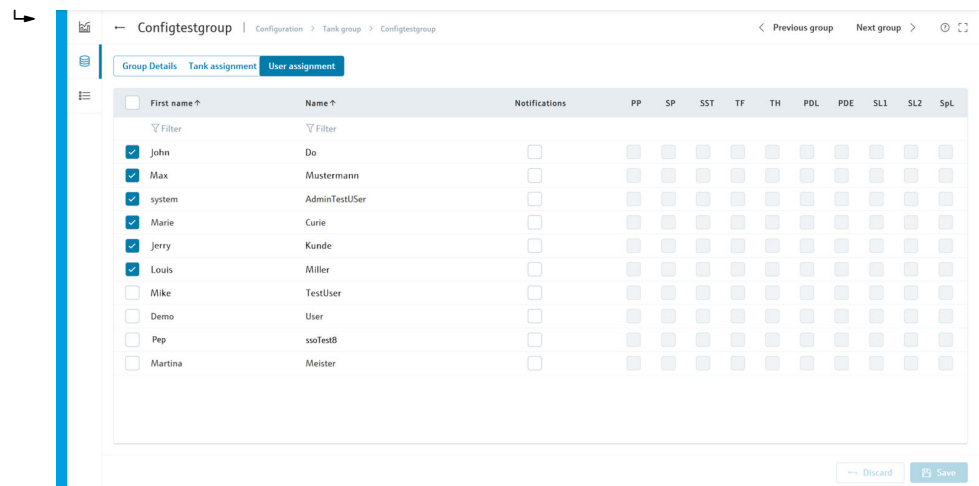 Configtestgroup | Configuration > Tank group > Configtestgroup < Previous group Next group >
Group Details Tank assignment User assignment
First name ↑ Name ↑ Notifications PP SP SST TF TH PDL PDE SL1 SL2 SpL
Filter Filter
John Do
Max Mustermann
system AdminTestUSer
Marie Curie
Jerry Kunde
Louis Miller
Mike TestUser
Demo User
Pep ssoTest8
Martina Meister
Discard Save